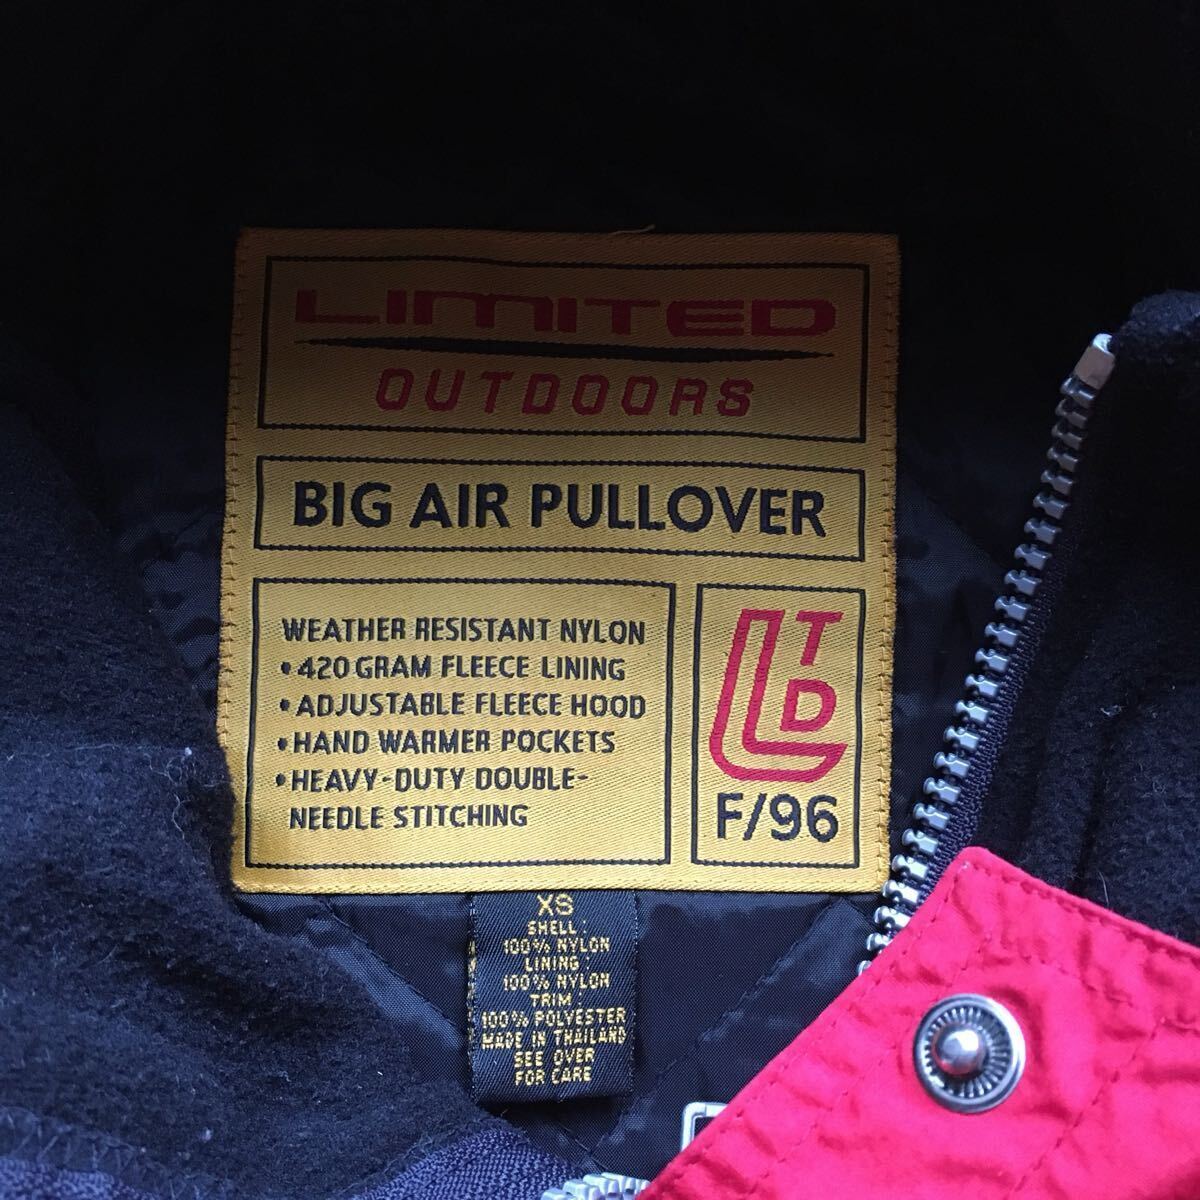 LIMITED
OUTDOORS
BIG AIR PULLOVER
WEATHER RESISTANT NYLON
• 420 GRAM FLEECE LINING
• ADJUSTABLE FLEECE HOOD
• HAND WARMER POCKETS
• HEAVY-DUTY DOUBLE-
NEEDLE STITCHING
LTD
F/96
XS
SHELL:
100% NYLON
LINING:
100% NYLON
TRIM:
100% POLYESTER
MADE IN THAILAND
SEE OVER
FOR CARE